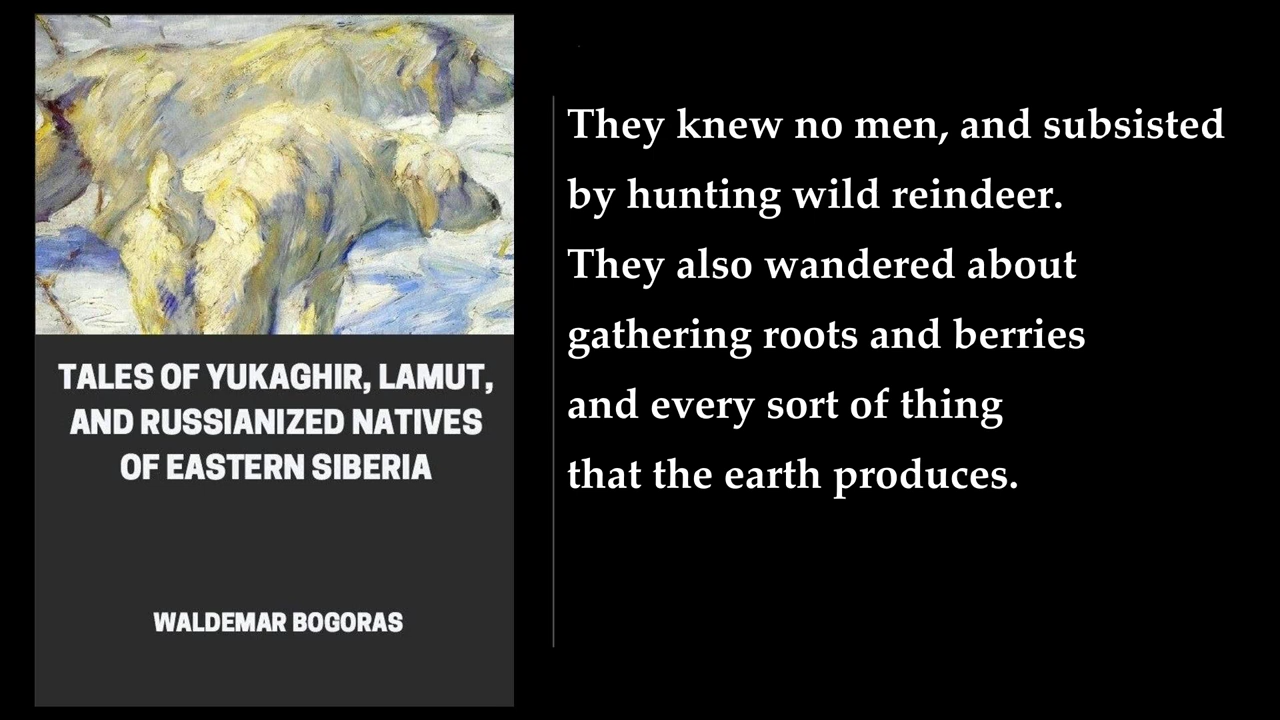 TALES OF YUKAGHIR, LAMUT,
AND RUSSIANIZED NATIVES
OF EASTERN SIBERIA
WALDEMAR BOGORAS
They knew no men, and subsisted
by hunting wild reindeer.
They also wandered about
gathering roots and berries
and every sort of thing
that the earth produces.